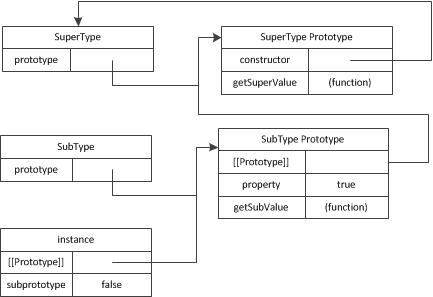 SuperType
prototype
SuperType Prototype
constructor
getSuperValue (function)
SubType
prototype
SubType Prototype
[[Prototype]]
property true
getSubValue (function)
instance
[[Prototype]]
subprototype false